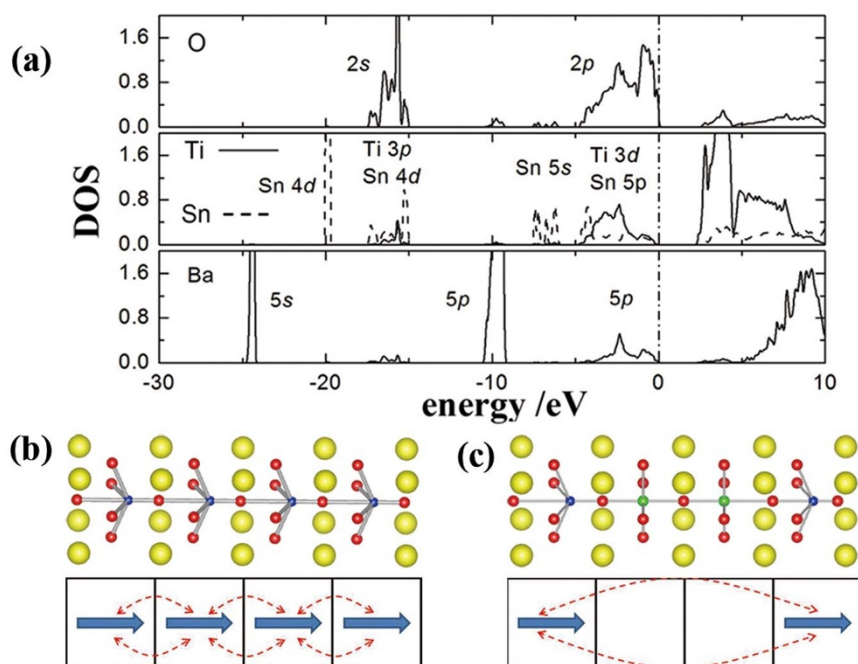 (a)
DOS
1.6
0.8
0.0
O
2s
2p
1.6
0.8
0.0
Ti
Sn
Sn 4d
Ti 3p
Sn 4d
Sn 5s
Ti 3d
Sn 5p
1.6
0.8
0.0
Ba
5s
5p
5p
-30 -20 -10 0 10
energy /eV
(b)
(c)